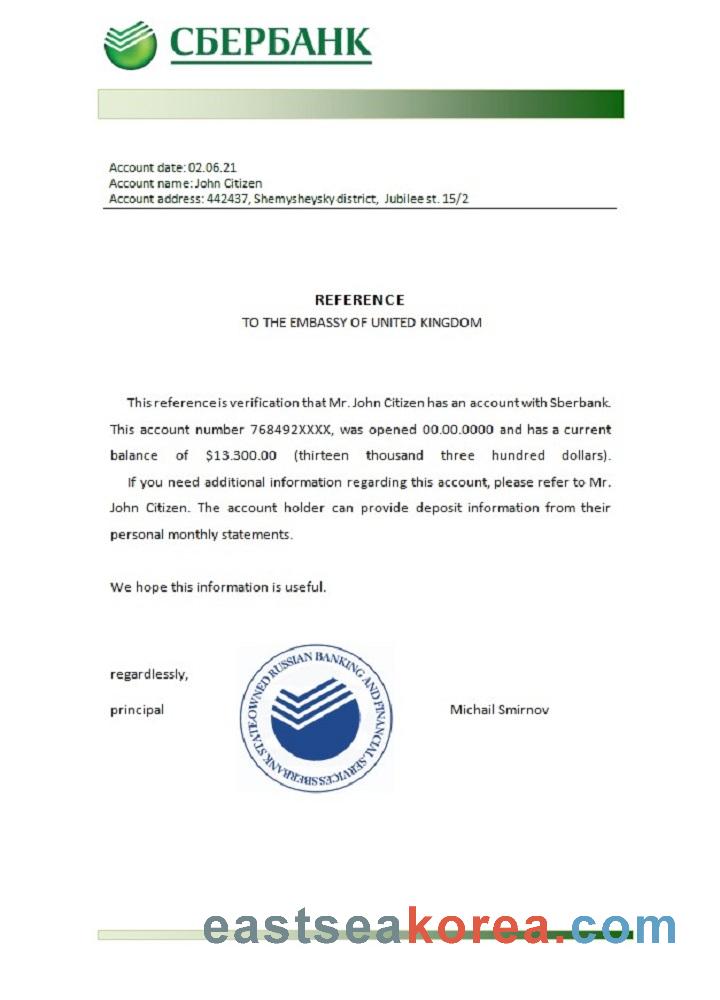 СБЕРБАНК
Account date: 02.06.21
Account name: John Citizen
Account address: 442437, Shemysheysky district, Jubilee st. 15/2
REFERENCE
TO THE EMBASSY OF UNITED KINGDOM
This reference is verification that Mr. John Citizen has an account with Sberbank.
This account number 768492XXXX, was opened 00.00.0000 and has a current
balance of $13.300.00 (thirteen thousand three hundred dollars).
If you need additional information regarding this account, please refer to Mr.
John Citizen. The account holder can provide deposit information from their
personal monthly statements.
We hope this information is useful.
regardlessly,
principal
SBERBANK STATE-OWNED RUSSIAN BANKING AND FINANCIAL SERVICES
Michail Smirnov
eastseakorea.com